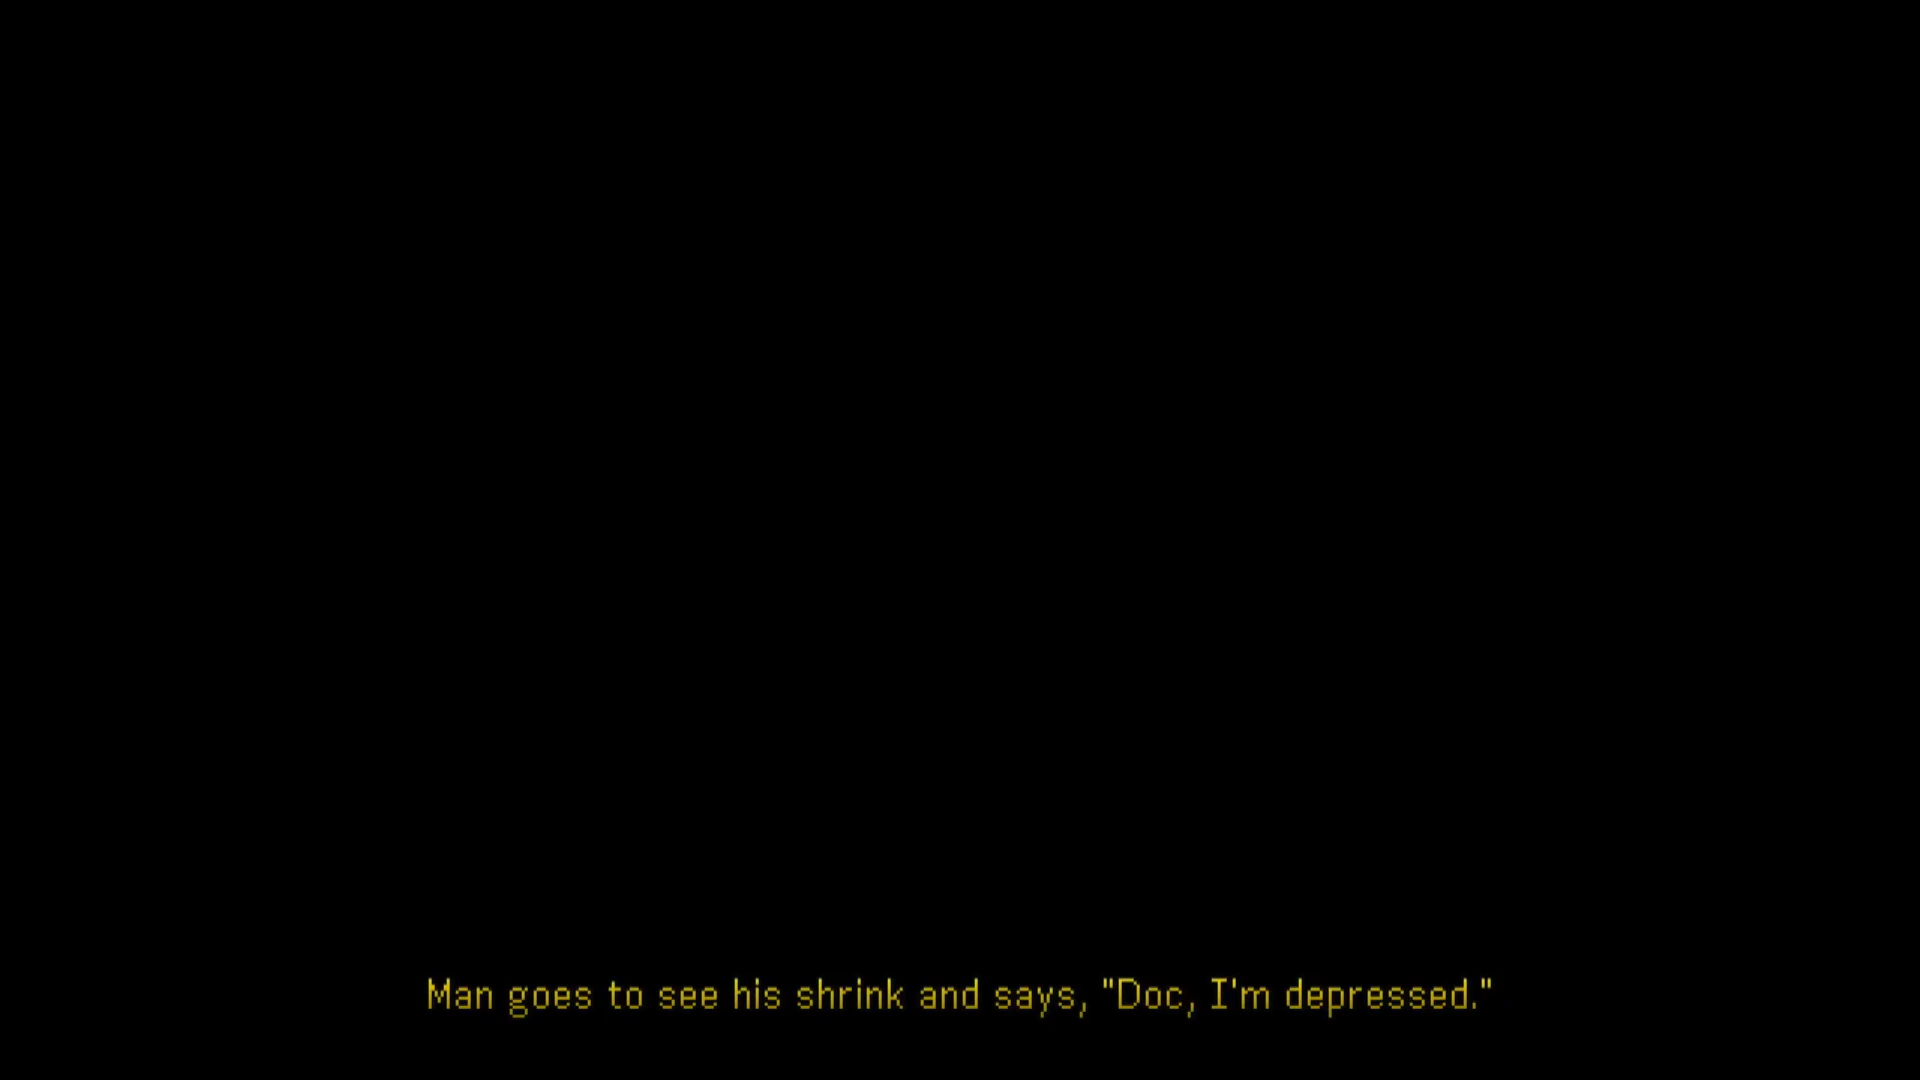 Man goes to see his shrink and says, "Doc, I'm depressed."